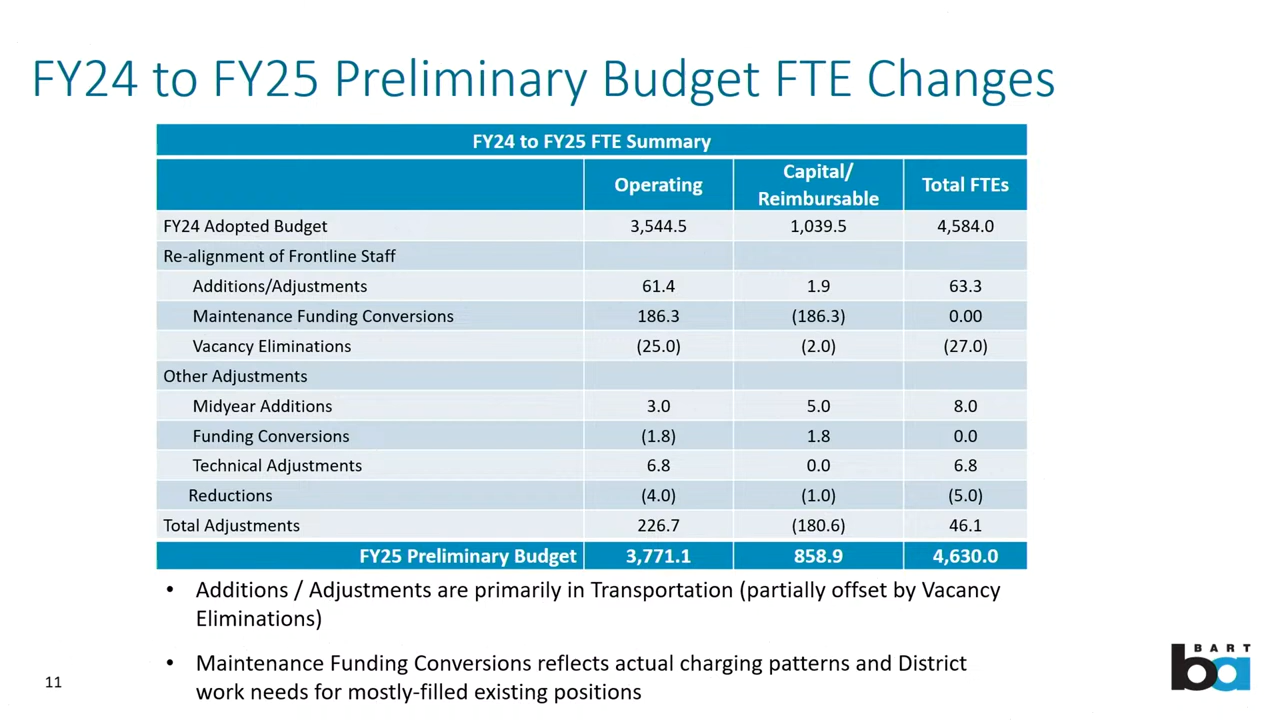 FY24 to FY25 Preliminary Budget FTE Changes
FY24 to FY25 FTE Summary
Operating Capital/ Reimbursable Total FTEs
FY24 Adopted Budget 3,544.5 1,039.5 4,584.0
Re-alignment of Frontline Staff
Additions/Adjustments 61.4 1.9 63.3
Maintenance Funding Conversions 186.3 (186.3) 0.00
Vacancy Eliminations (25.0) (2.0) (27.0)
Other Adjustments
Midyear Additions 3.0 5.0 8.0
Funding Conversions (1.8) 1.8 0.0
Technical Adjustments 6.8 0.0 6.8
Reductions (4.0) (1.0) (5.0)
Total Adjustments 226.7 (180.6) 46.1
FY25 Preliminary Budget 3,771.1 858.9 4,630.0
• Additions / Adjustments are primarily in Transportation (partially offset by Vacancy
Eliminations)
• Maintenance Funding Conversions reflects actual charging patterns and District
work needs for mostly-filled existing positions
11
BART
ba